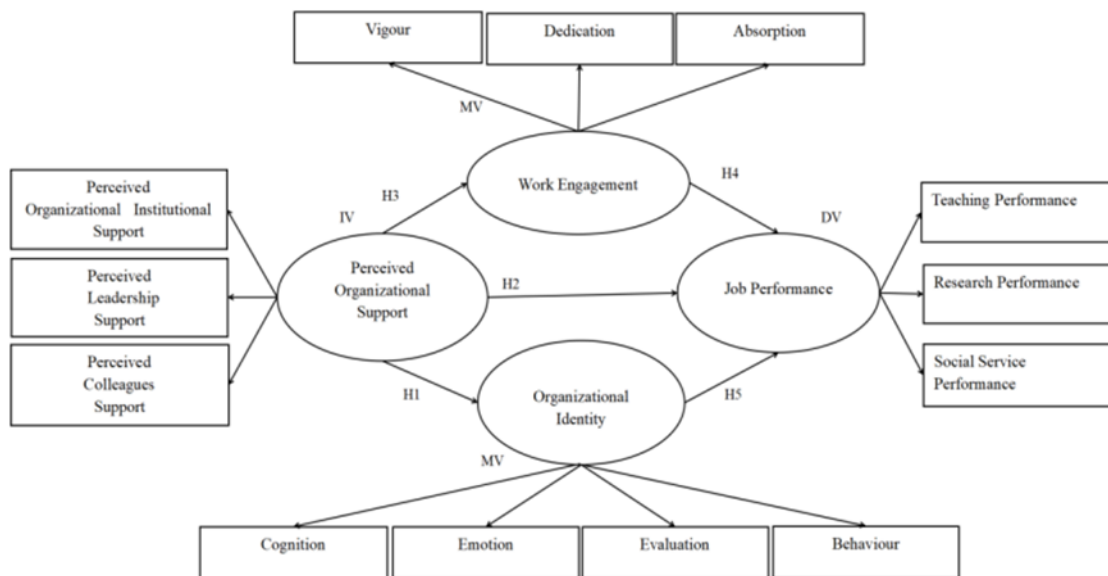 Vigour
Dedication
Absorption
MV
Work Engagement
H3
H4
IV
DV
Perceived
Organizational Institutional
Support
Perceived
Leadership
Support
Perceived
Colleagues
Support
Perceived
Organizational
Support
H2
Job Performance
Teaching Performance
Research Performance
Social Service
Performance
H1
Organizational
Identity
H5
MV
Cognition
Emotion
Evaluation
Behaviour